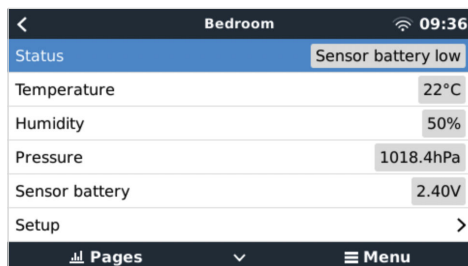 Bedroom 09:36
Status Sensor battery low
Temperature 22°C
Humidity 50%
Pressure 1018.4hPa
Sensor battery 2.40V
Setup
Pages Menu